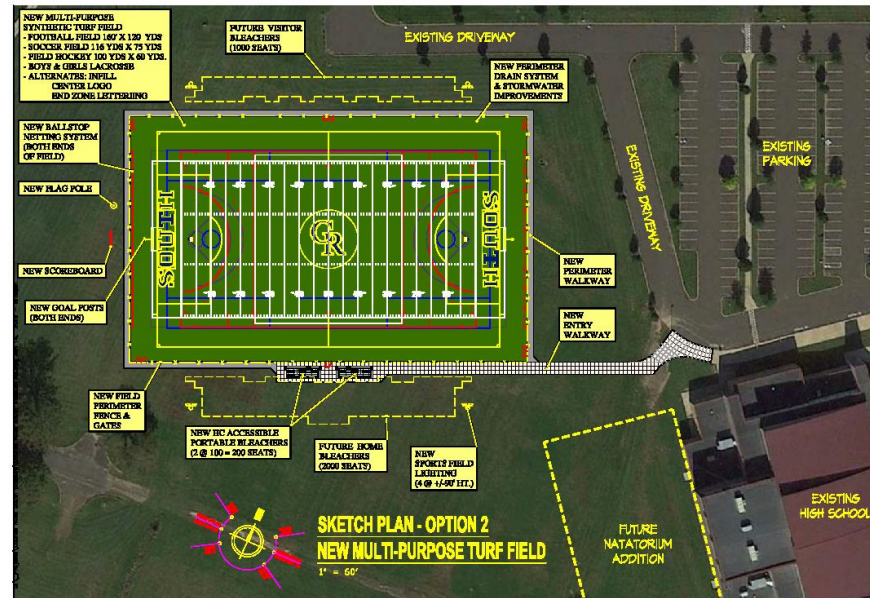 NEW MULTI-PURPOSE
SYNTHETIC TURF FIELD
- FOOTBALL FIELD 160' X 120 YDS
- SOCCER FIELD 116 YDS X 75 YDS
- FIELD HOCKEY 100 YDS X 60 YDS.
- BOYS & GIRLS LACROSSE
- ALTERNATES: INFILL
CENTER LOGO
END ZONE LETTERIING
FUTURE VISITOR
BLEACHERS
(1000 SEATS)
EXISTING DRIVEWAY
NEW PERIMETER
DRAIN SYSTEM
& STORMWATER
IMPROVEMENTS
NEW BALLSTOP
NETTING SYSTEM
(BOTH ENDS
OF FIELD)
EXISTING
PARKING
EXISTING DRIVEWAY
NEW FLAG POLE
SOUTH
GR
SOUTH
NEW SCOREBOARD
NEW
PERIMETER
WALKWAY
NEW GOAL POSTS
(BOTH ENDS)
NEW
ENTRY
WALKWAY
NEW FIELD
PERIMETER
FENCE &
GATES
NEW HC ACCESSIBLE
PORTABLE BLEACHERS
(2 @ 100 = 200 SEATS)
FUTURE HOME
BLEACHERS
(2000 SEATS)
NEW
SPORTS FIELD
LIGHTING
(4 @ +/-90' HT.)
EXISTING
HIGH SCHOOL
FUTURE
NATATORIUM
ADDITION
SKETCH PLAN - OPTION 2
NEW MULTI-PURPOSE TURF FIELD
1" = 60'